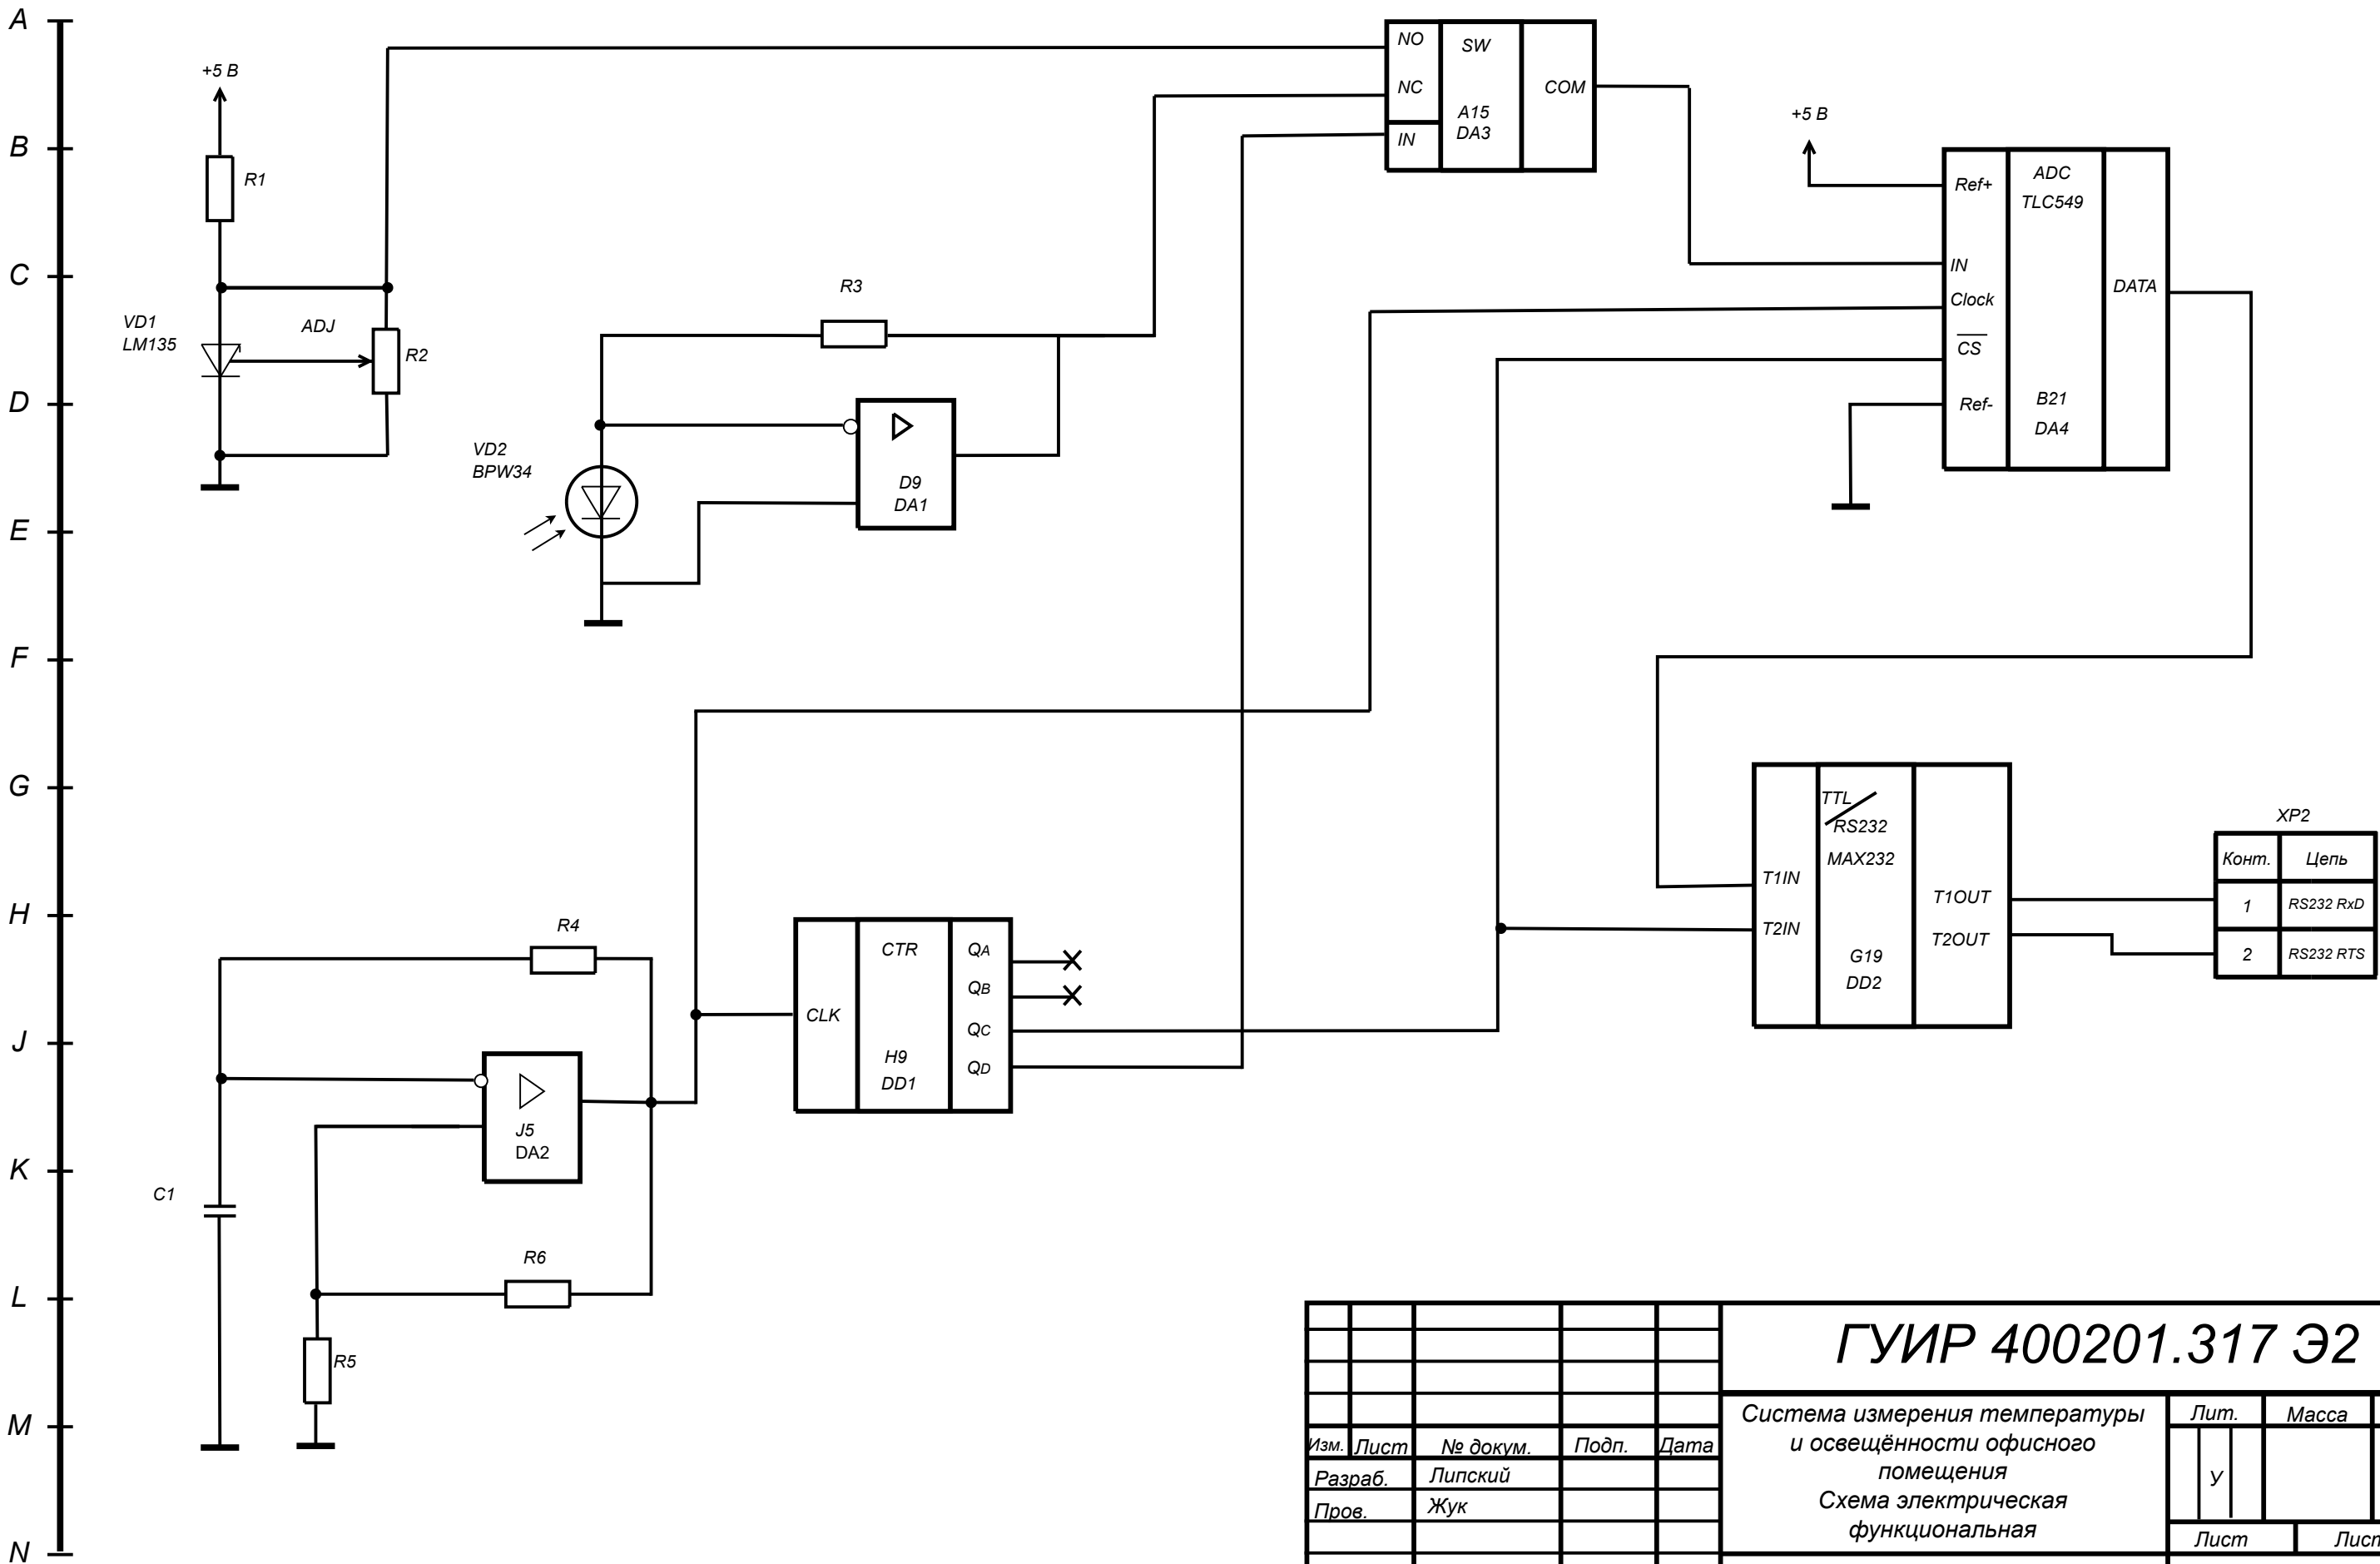 A
B
C
D
E
F
G
H
J
K
L
M
N
+5 В
R1
VD1
LM135
ADJ
R2
R3
VD2
BPW34
D9
DA1
NO
NC
IN
SW
A15
DA3
COM
+5 В
Ref+
IN
Clock
CS
Ref-
ADC
TLC549
B21
DA4
DATA
R4
J5
DA2
C1
R6
R5
CLK
CTR
H9
DD1
QA
QB
QC
QD
TTL
RS232
MAX232
T1IN
T2IN
G19
DD2
T1OUT
T2OUT
XP2
Конт. Цепь
1 RS232 RxD
2 RS232 RTS
ГУИР 400201.317 Э2
Система измерения температуры
и освещённости офисного
помещения
Схема электрическая
функциональная
Лит. Масса
У
Лист
Изм. Лист № докум. Подп. Дата
Разраб. Липский
Пров. Жук